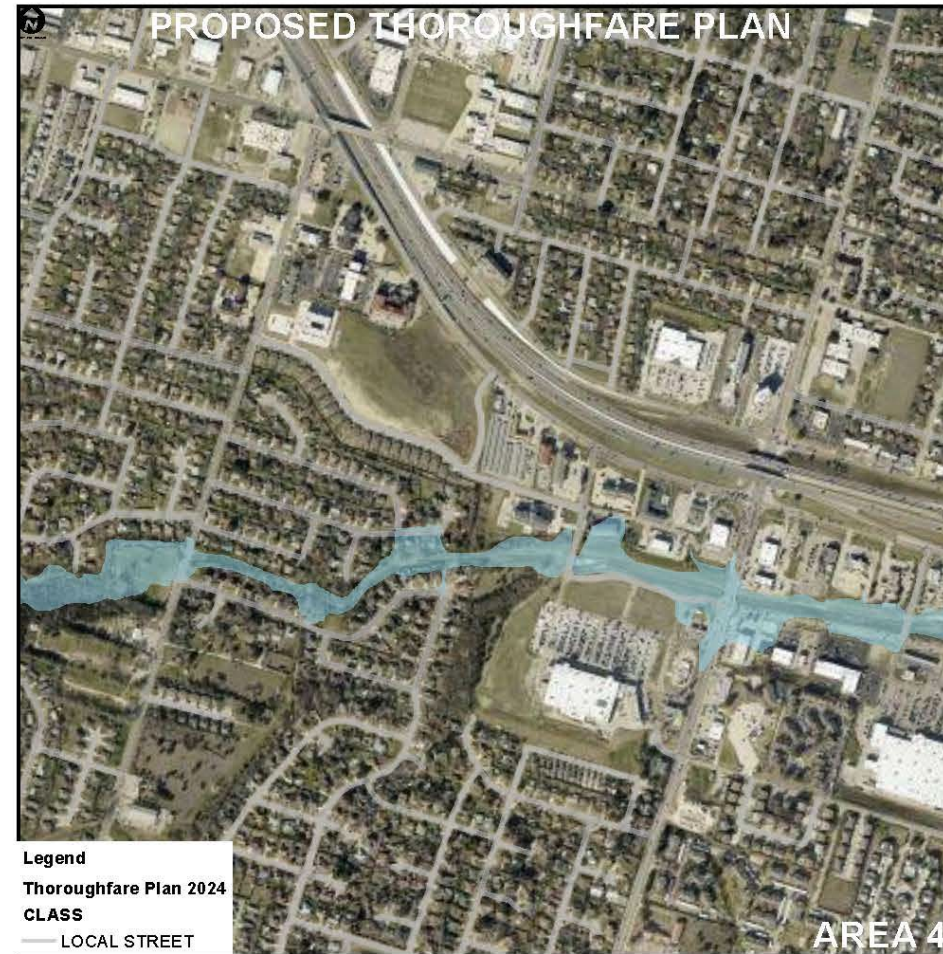 N
PROPOSED THOROUGHFARE PLAN
Legend
Thoroughfare Plan 2024
CLASS
LOCAL STREET
AREA 4